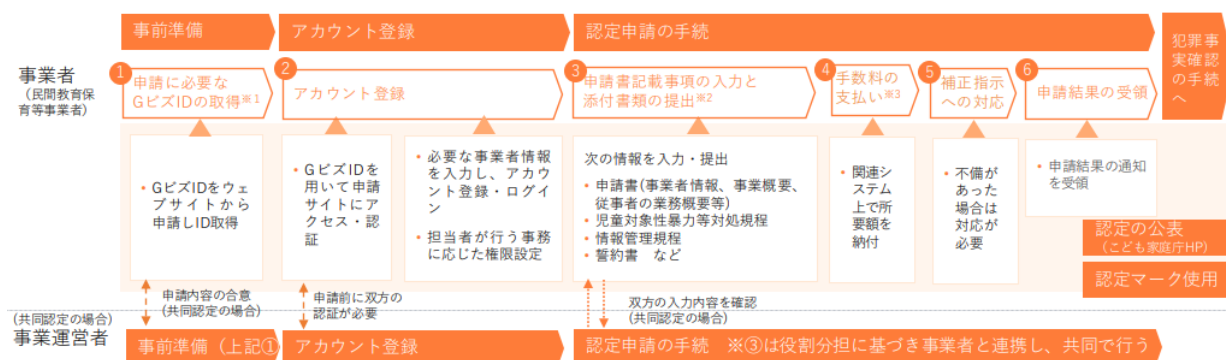 事前準備
アカウント登録
認定申請の手続
犯罪事
実確認
の手続
へ
事業者
(民間教育保
育等事業者)
1
申請に必要な
GビズIDの取得※1
2
アカウント登録
3
申請書記載事項の入力と
添付書類の提出※2
4
手数料の
支払い※3
5
補正指示
への対応
6
申請結果の受領
• GビズIDをウェ
ブサイトから
申請しID取得
• GビズIDを
用いて申請
サイトにア
クセス・認
証
• 必要な事業者情報
を入力し、アカウ
ント登録・ログイ
ン
• 担当者が行う事務
に応じた権限設定
次の情報を入力・提出
• 申請書(事業者情報、事業概要、
従事者の業務概要等)
• 児童対象性暴力等対処規程
• 情報管理規程
• 誓約書 など
• 関連シス
テム
上で所
要額を
納付
• 不備が
あった
場合は
対応が
必要
• 申請結果の通知
を受領
認定の公表
(こども家庭庁HP)
認定マーク使用
申請内容の合意
(共同認定の場合)
申請前に双方の
認証が必要
双方の入力内容を確認
(共同認定の場合)
(共同認定の場合)
事業運営者
事前準備(上記①)
アカウント登録
認定申請の手続 ※③は役割分担に基づき事業者と連携し、共同で行う